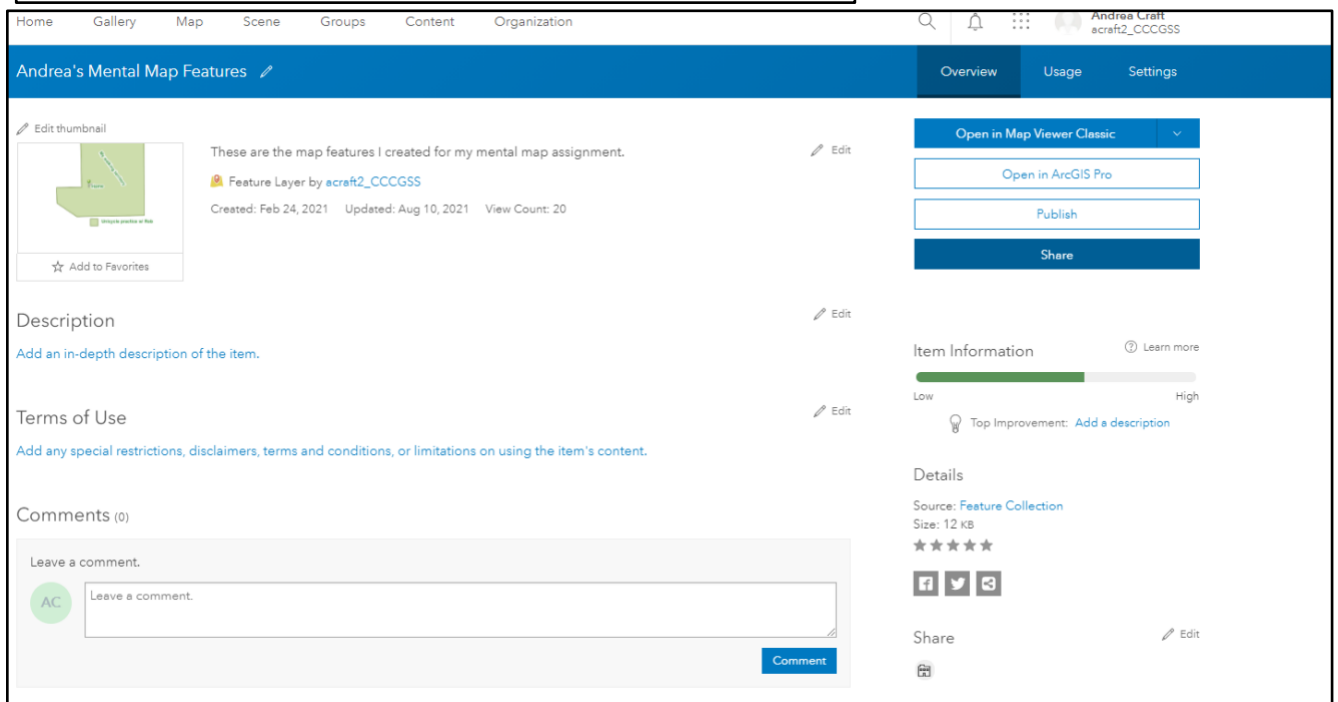 Home Gallery Map Scene Groups Content Organization
Andrea Craft
acraft2_CCCGSS
Andrea's Mental Map Features
Overview Usage Settings
Edit thumbnail
Home
Unicycle practice w/ Rob
Add to Favorites
These are the map features I created for my mental map assignment.
Edit
Feature Layer by acraft2_CCCGSS
Created: Feb 24, 2021 Updated: Aug 10, 2021 View Count: 20
Open in Map Viewer Classic
Open in ArcGIS Pro
Publish
Share
Description
Edit
Add an in-depth description of the item.
Terms of Use
Edit
Add any special restrictions, disclaimers, terms and conditions, or limitations on using the item's content.
Comments (0)
Leave a comment.
AC
Leave a comment.
Comment
Item Information
Learn more
Low High
Top Improvement: Add a description
Details
Source: Feature Collection
Size: 12 KB
Share
Edit